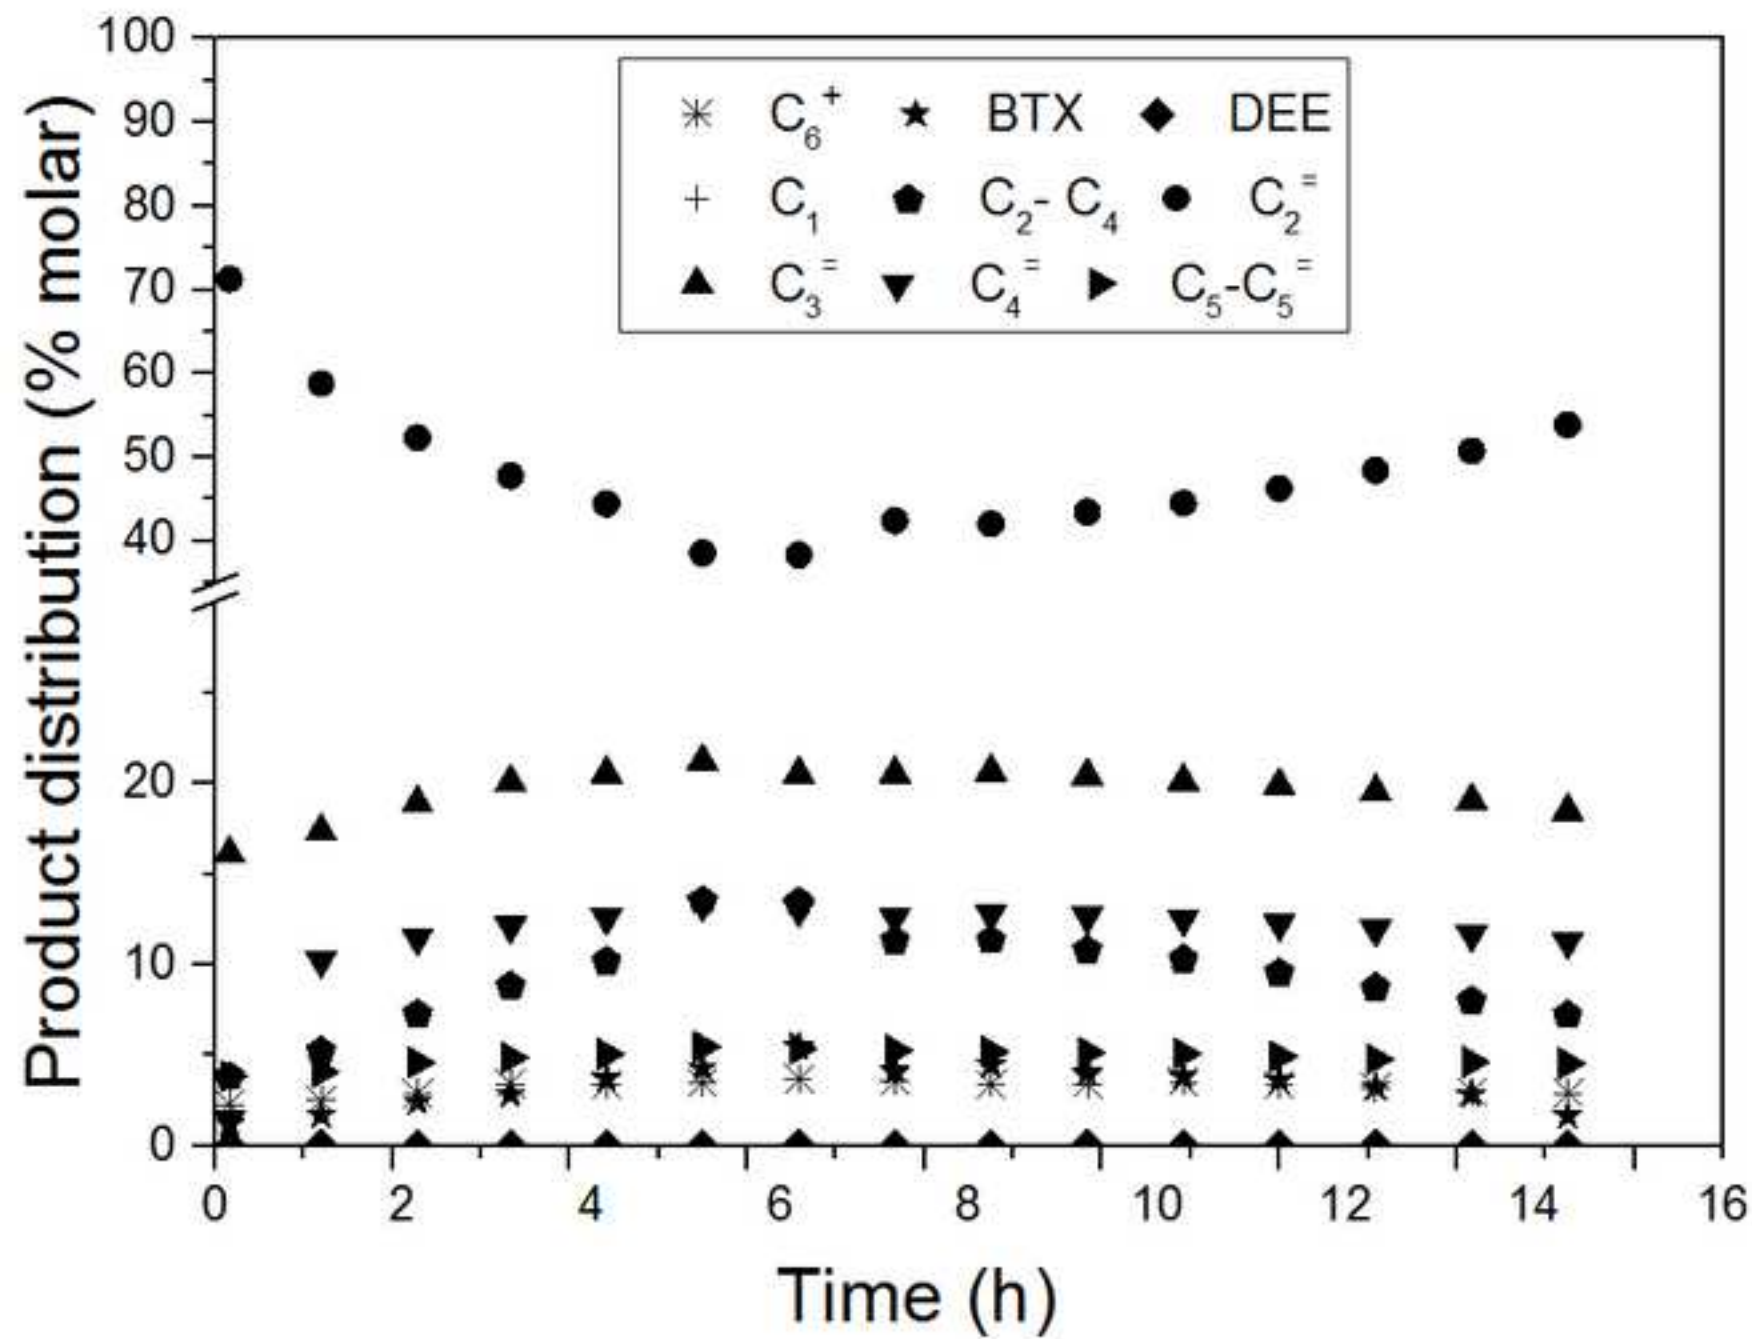 100
90
80
70
60
50
40
20
10
0
Product distribution (% molar)
C₆⁺ BTX DEE
C₁ C₂- C₄ C₂⁼
C₃⁼ C₄⁼ C₅-C₅⁼
0 2 4 6 8 10 12 14 16
Time (h)